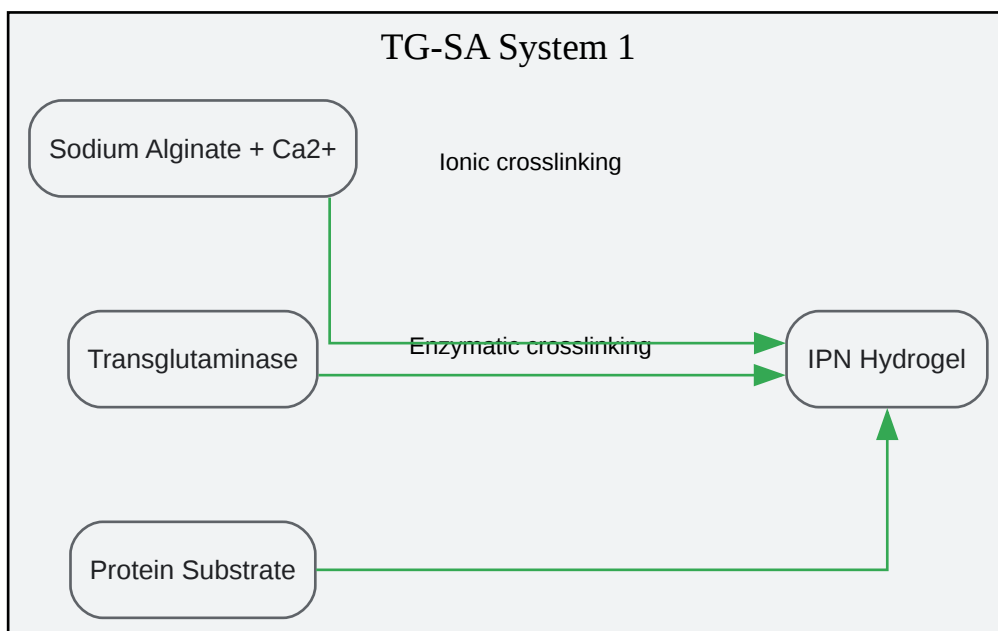 TG-SA System 1
Sodium Alginate + Ca2+
Ionic crosslinking
Transglutaminase
Enzymatic crosslinking
IPN Hydrogel
Protein Substrate